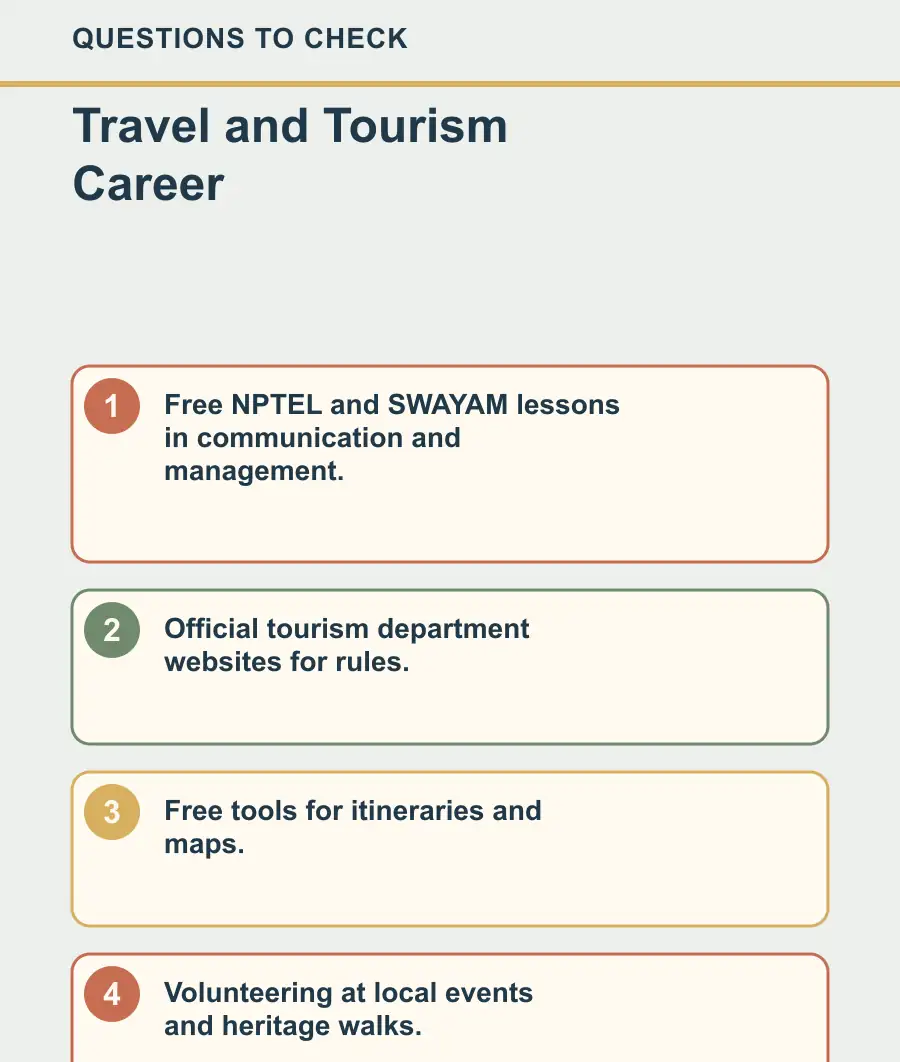 QUESTIONS TO CHECK
Travel and Tourism
Career
1
Free NPTEL and SWAYAM lessons
in communication and
management.
2
Official tourism department
websites for rules.
3
Free tools for itineraries and
maps.
4
Volunteering at local events
and heritage walks.